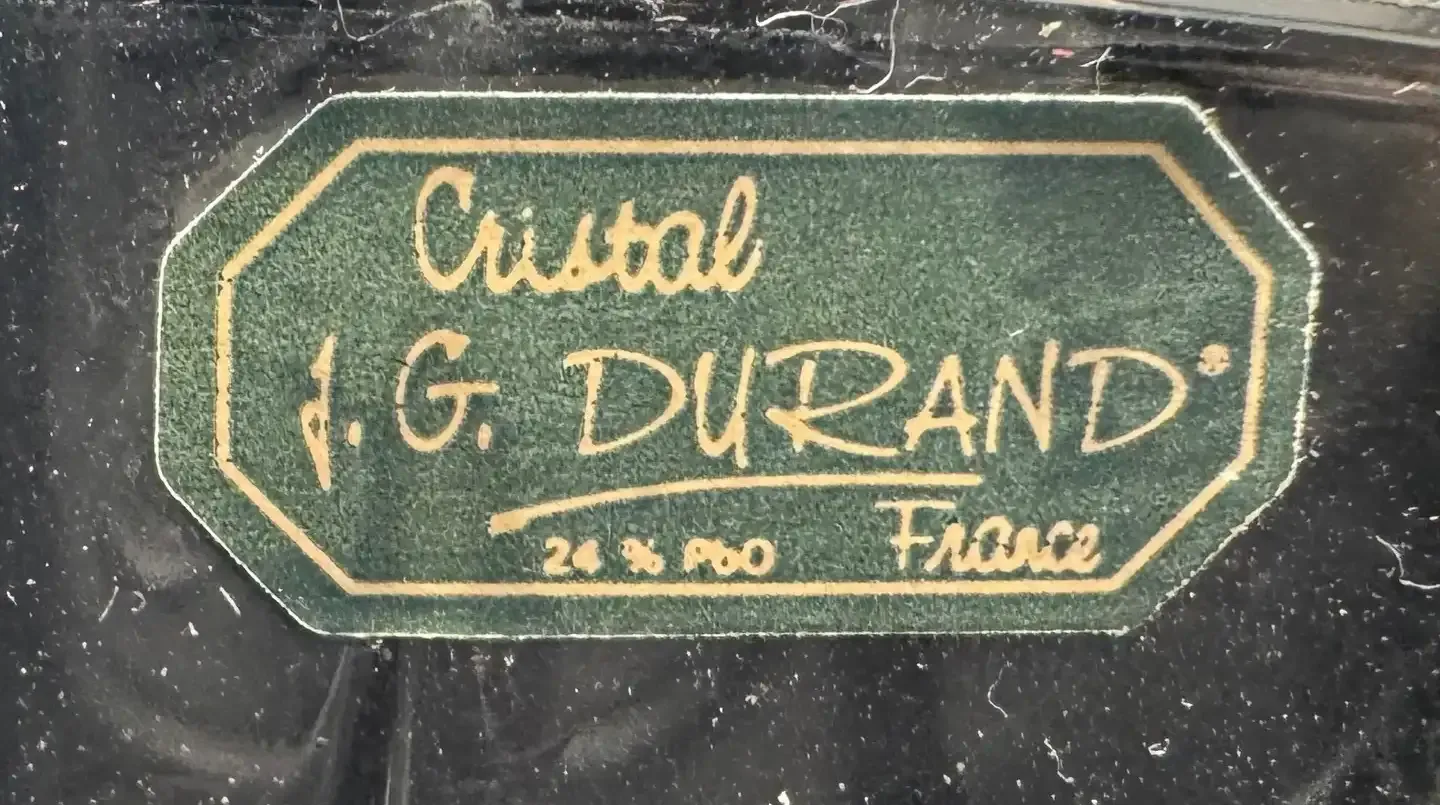 Cristal
J. G. DURAND®
24 % PbO France